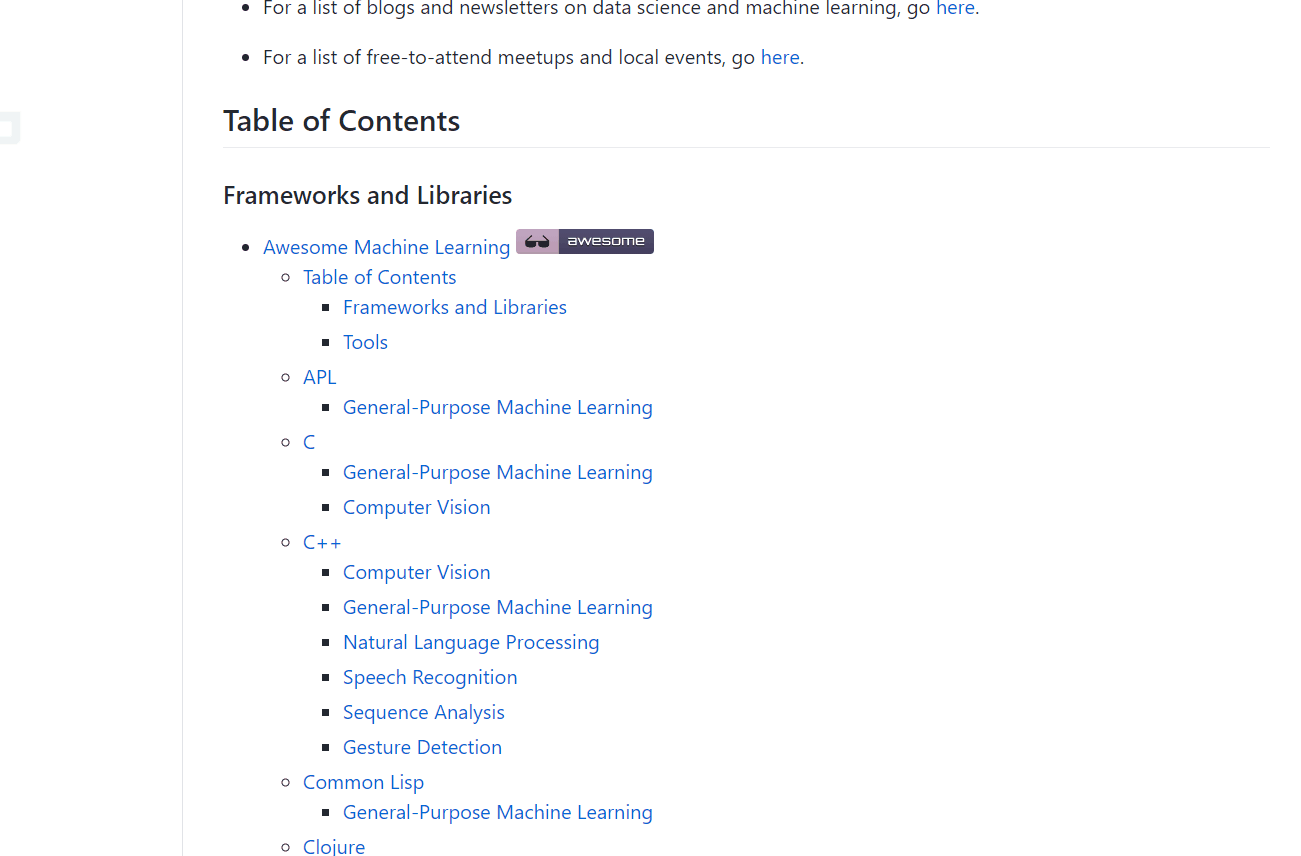 For a list of blogs and newsletters on data science and machine learning, go here.
For a list of free-to-attend meetups and local events, go here.
Table of Contents
Frameworks and Libraries
Awesome Machine Learning awesome
Table of Contents
Frameworks and Libraries
Tools
APL
General-Purpose Machine Learning
C
General-Purpose Machine Learning
Computer Vision
C++
Computer Vision
General-Purpose Machine Learning
Natural Language Processing
Speech Recognition
Sequence Analysis
Gesture Detection
Common Lisp
General-Purpose Machine Learning
Clojure